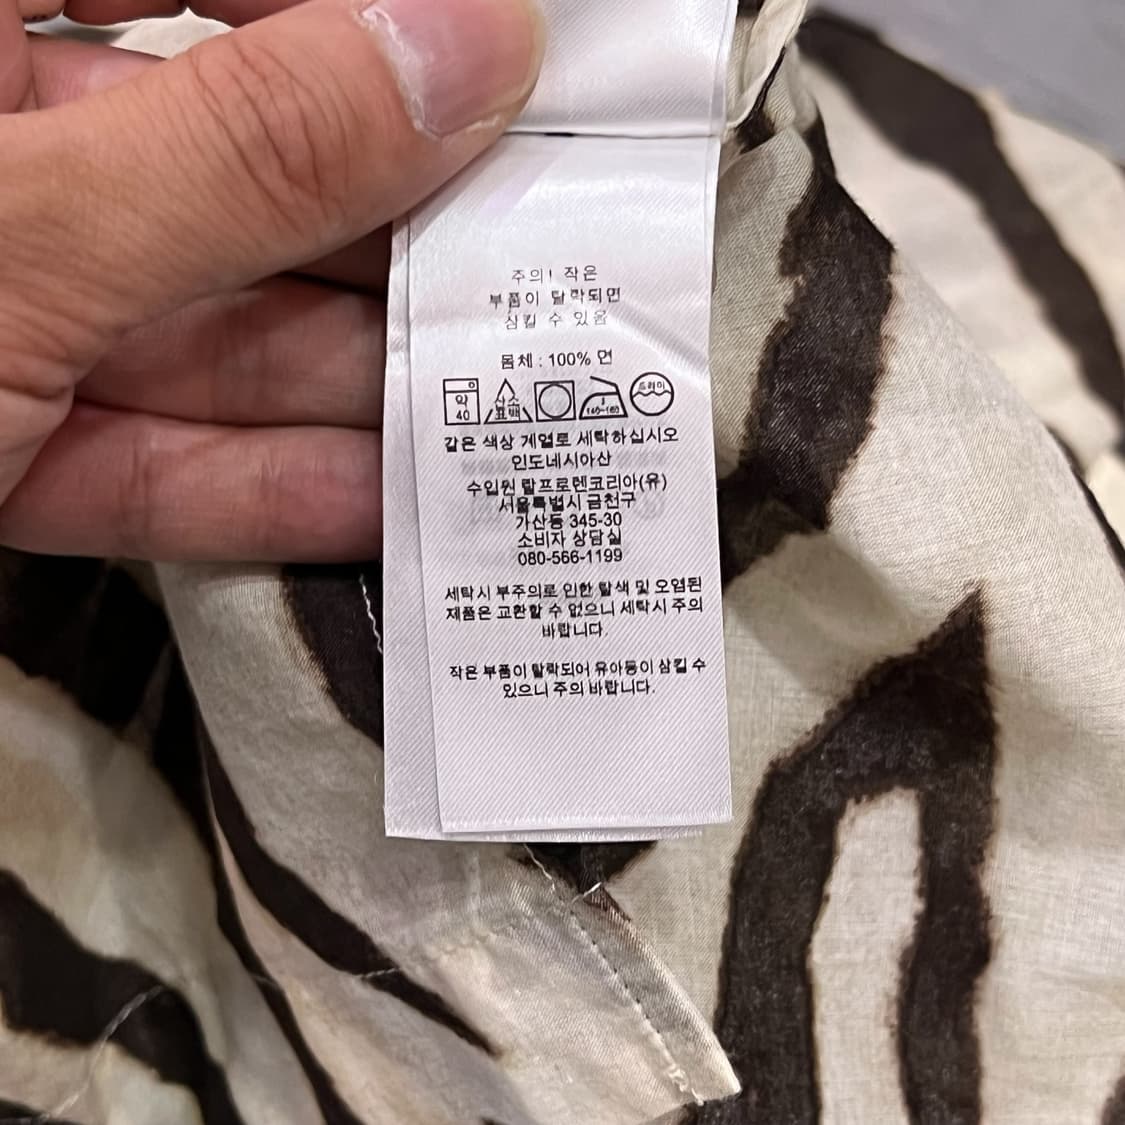 주의! 작은
부품이 탈락되면
삼킬 수 있음
몸체 : 100% 면
약
40
산소
표백
140~160
드라이
같은 색상 계열로 세탁하십시오
인도네시아산
수입원 랄프로렌코리아(유)
서울특별시 금천구
가산동 345-30
소비자 상담실
080-566-1199
세탁시 부주의로 인한 탈색 및 오염된
제품은 교환할 수 없으니 세탁시 주의
바랍니다.
작은 부품이 탈락되어 유아등이 삼킬 수
있으니 주의 바랍니다.